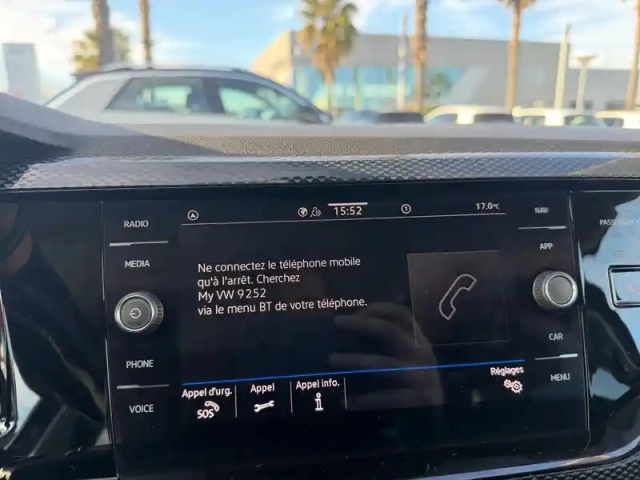 15:52
17.0°C
RADIO
MEDIA
PHONE
VOICE
Ne connectez le téléphone mobile
qu'à l'arrêt. Cherchez
My VW 9252
via le menu BT de votre téléphone.
Appel d'urg.
SOS
Appel
Appel info.
Réglages
NAV
APP
CAR
MENU
PASSENGER